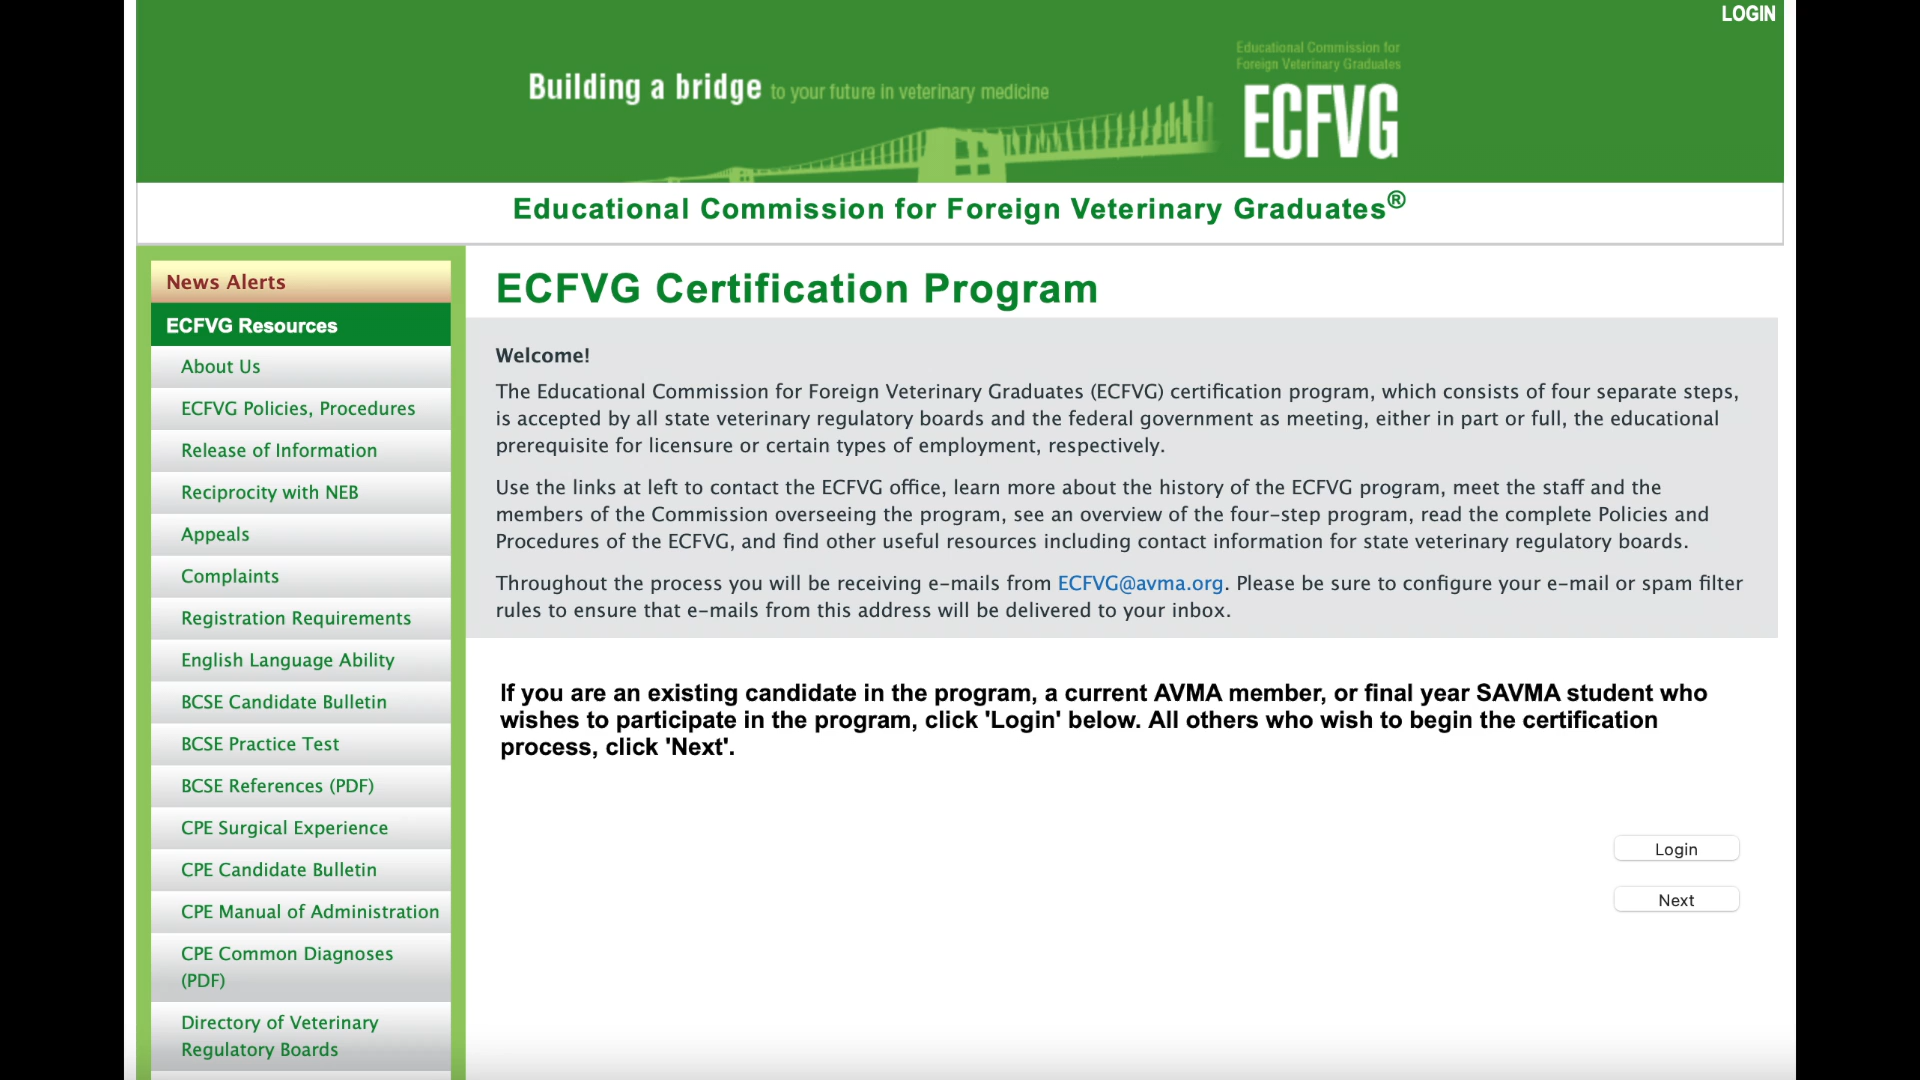 LOGIN
Educational Commission for
Foreign Veterinary Graduates
Building a bridge to your future in veterinary medicine
ECFVG
Educational Commission for Foreign Veterinary Graduates®
News Alerts
ECFVG Resources
About Us
ECFVG Policies, Procedures
Release of Information
Reciprocity with NEB
Appeals
Complaints
Registration Requirements
English Language Ability
BCSE Candidate Bulletin
BCSE Practice Test
BCSE References (PDF)
CPE Surgical Experience
CPE Candidate Bulletin
CPE Manual of Administration
CPE Common Diagnoses
(PDF)
Directory of Veterinary
Regulatory Boards
ECFVG Certification Program
Welcome!
The Educational Commission for Foreign Veterinary Graduates (ECFVG) certification program, which consists of four separate steps,
is accepted by all state veterinary regulatory boards and the federal government as meeting, either in part or full, the educational
prerequisite for licensure or certain types of employment, respectively.
Use the links at left to contact the ECFVG office, learn more about the history of the ECFVG program, meet the staff and the
members of the Commission overseeing the program, see an overview of the four-step program, read the complete Policies and
Procedures of the ECFVG, and find other useful resources including contact information for state veterinary regulatory boards.
Throughout the process you will be receiving e-mails from ECFVG@avma.org. Please be sure to configure your e-mail or spam filter
rules to ensure that e-mails from this address will be delivered to your inbox.
If you are an existing candidate in the program, a current AVMA member, or final year SAVMA student who
wishes to participate in the program, click 'Login' below. All others who wish to begin the certification
process, click 'Next'.
Login
Next